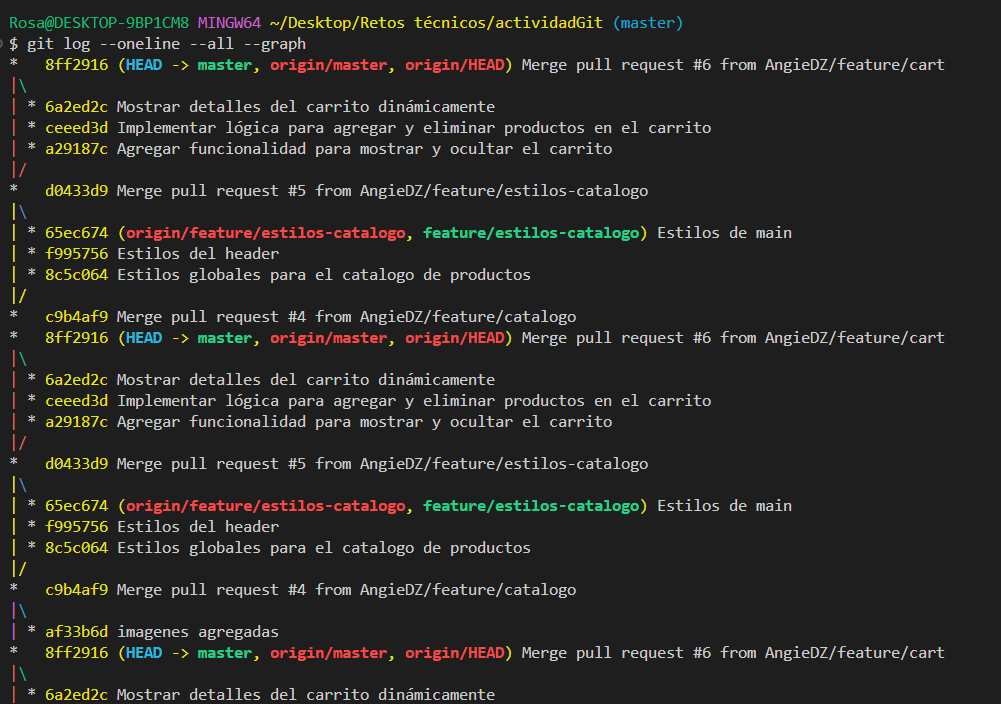 Rosa@DESKTOP-9BP1CM8 MINGW64 ~/Desktop/Retos técnicos/actividadGit (master)
$ git log --oneline --all --graph
*   8ff2916 (HEAD -> master, origin/master, origin/HEAD) Merge pull request #6 from AngieDZ/feature/cart
|\
| * 6a2ed2c Mostrar detalles del carrito dinámicamente
| * ceeed3d Implementar lógica para agregar y eliminar productos en el carrito
| * a29187c Agregar funcionalidad para mostrar y ocultar el carrito
|/
*   d0433d9 Merge pull request #5 from AngieDZ/feature/estilos-catalogo
|\
| * 65ec674 (origin/feature/estilos-catalogo, feature/estilos-catalogo) Estilos de main
| * f995756 Estilos del header
| * 8c5c064 Estilos globales para el catalogo de productos
|/
*   c9b4af9 Merge pull request #4 from AngieDZ/feature/catalogo
*   8ff2916 (HEAD -> master, origin/master, origin/HEAD) Merge pull request #6 from AngieDZ/feature/cart
|\
| * 6a2ed2c Mostrar detalles del carrito dinámicamente
| * ceeed3d Implementar lógica para agregar y eliminar productos en el carrito
| * a29187c Agregar funcionalidad para mostrar y ocultar el carrito
|/
*   d0433d9 Merge pull request #5 from AngieDZ/feature/estilos-catalogo
|\
| * 65ec674 (origin/feature/estilos-catalogo, feature/estilos-catalogo) Estilos de main
| * f995756 Estilos del header
| * 8c5c064 Estilos globales para el catalogo de productos
|/
*   c9b4af9 Merge pull request #4 from AngieDZ/feature/catalogo
|\
| * af33b6d imagenes agregadas
*   8ff2916 (HEAD -> master, origin/master, origin/HEAD) Merge pull request #6 from AngieDZ/feature/cart
|\
| * 6a2ed2c Mostrar detalles del carrito dinámicamente